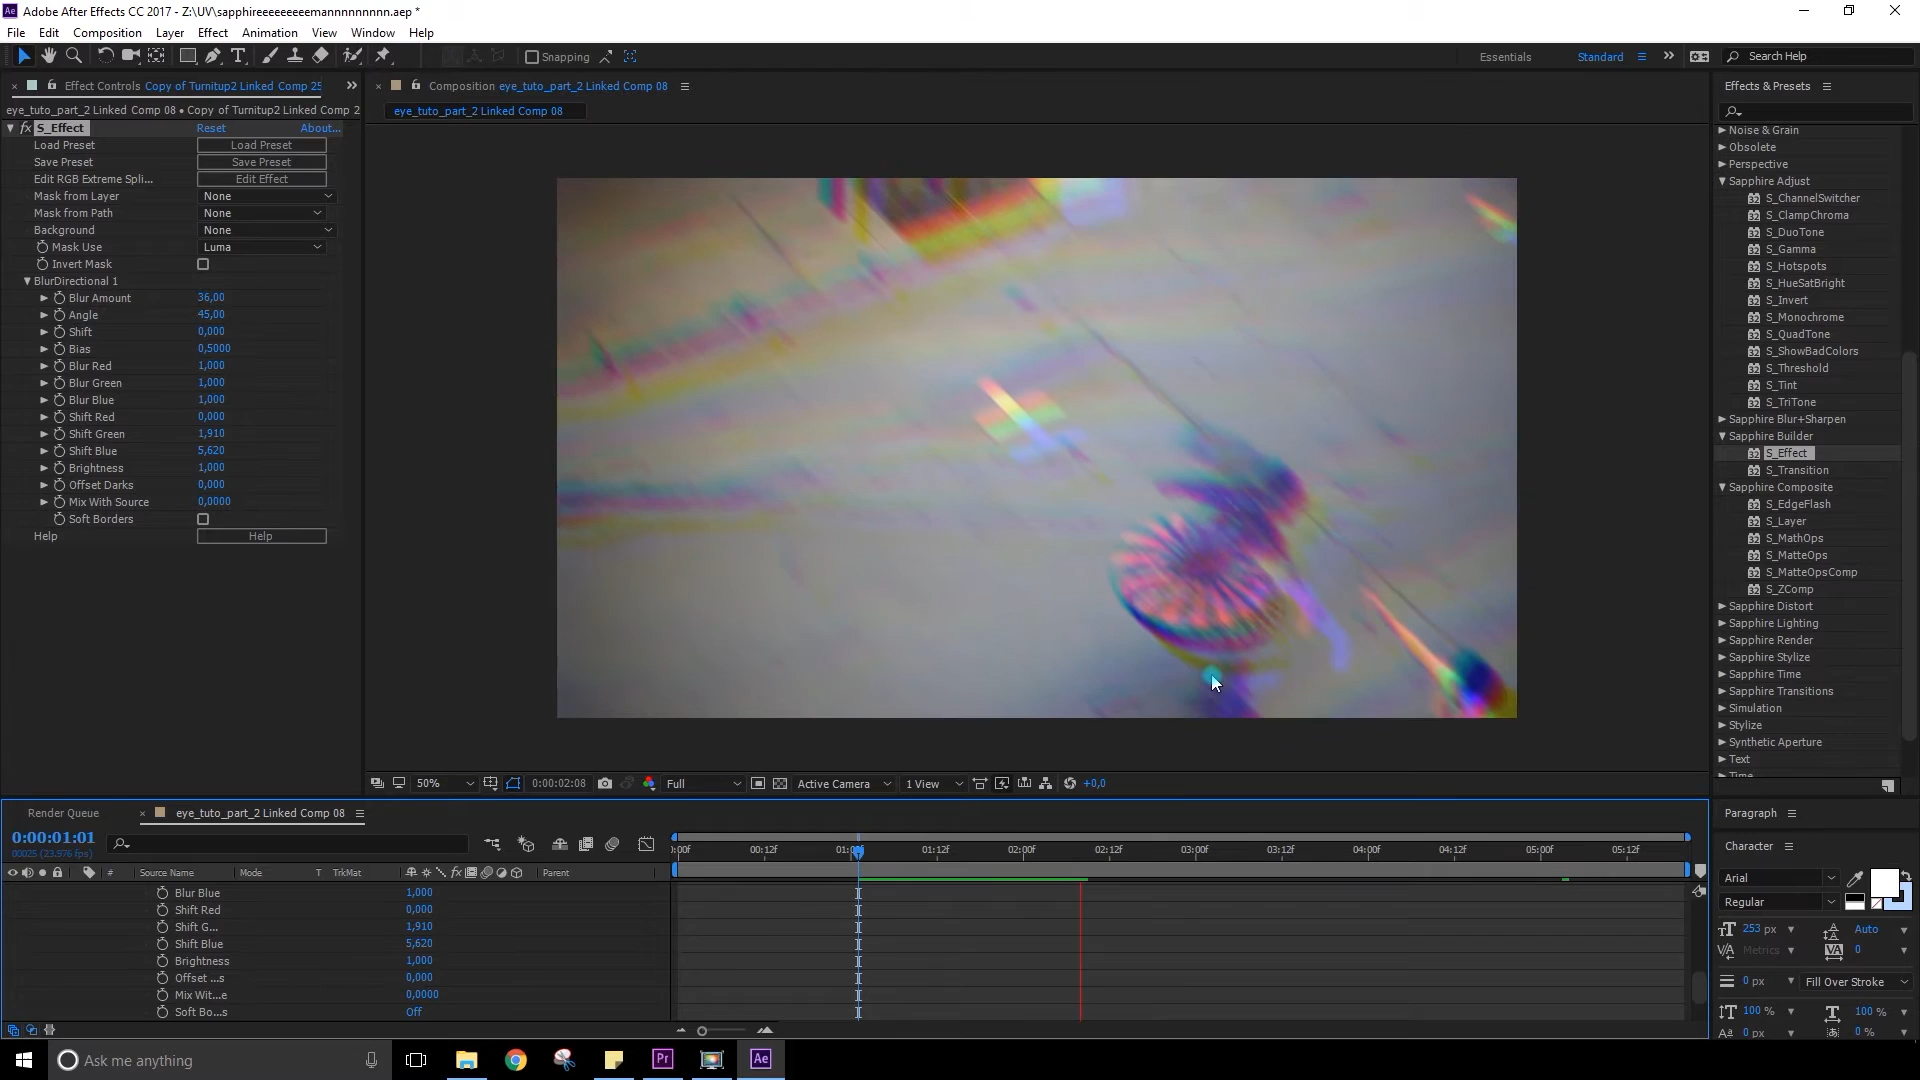 Adobe After Effects CC 2017 - Z:\UV\sapphireeeeeeeeemannnnnnnnn.aep *
File Edit Composition Layer Effect Animation View Window Help
Snapping
Essentials Standard Search Help
Effect Controls Copy of Turnitup2 Linked Comp 25
eye_tuto_part_2 Linked Comp 08 • Copy of Turnitup2 Linked Comp 2
fx S_Effect Reset About...
Load Preset Load Preset
Save Preset Save Preset
Edit RGB Extreme Spli... Edit Effect
Mask from Layer None
Mask from Path None
Background None
Mask Use Luma
Invert Mask
BlurDirectional 1
Blur Amount 36,00
Angle 45,00
Shift 0,000
Bias 0,5000
Blur Red 1,000
Blur Green 1,000
Blur Blue 1,000
Shift Red 0,000
Shift Green 1,910
Shift Blue 5,620
Brightness 1,000
Offset Darks 0,000
Mix With Source 0,0000
Soft Borders
Help Help
Composition eye_tuto_part_2 Linked Comp 08
eye_tuto_part_2 Linked Comp 08
50% 0:00:02:08 Full Active Camera 1 View +0,0
Effects & Presets
Noise & Grain
Obsolete
Perspective
Sapphire Adjust
S_ChannelSwitcher
S_ClampChroma
S_DuoTone
S_Gamma
S_Hotspots
S_HueSatBright
S_Invert
S_Monochrome
S_QuadTone
S_ShowBadColors
S_Threshold
S_Tint
S_TriTone
Sapphire Blur+Sharpen
Sapphire Builder
S_Effect
S_Transition
Sapphire Composite
S_EdgeFlash
S_Layer
S_MathOps
S_MatteOps
S_MatteOpsComp
S_ZComp
Sapphire Distort
Sapphire Lighting
Sapphire Render
Sapphire Stylize
Sapphire Time
Sapphire Transitions
Simulation
Stylize
Synthetic Aperture
Text
Time
Render Queue eye_tuto_part_2 Linked Comp 08
0:00:01:01
00025 (23.976 fps)
:00f 00:12f 01:00f 01:12f 02:00f 02:12f 03:00f 03:12f 04:00f 04:12f 05:00f 05:12f
# Source Name Mode T TrkMat fx Parent
Blur Blue 1,000
Shift Red 0,000
Shift G... 1,910
Shift Blue 5,620
Brightness 1,000
Offset ...s 0,000
Mix Wit...e 0,0000
Soft Bo...s Off
Paragraph
Character
Arial
Regular
253 px Auto
Metrics 0
0 px Fill Over Stroke
100 % 100 %
0 px 0 %
Ask me anything
Pr
Ae